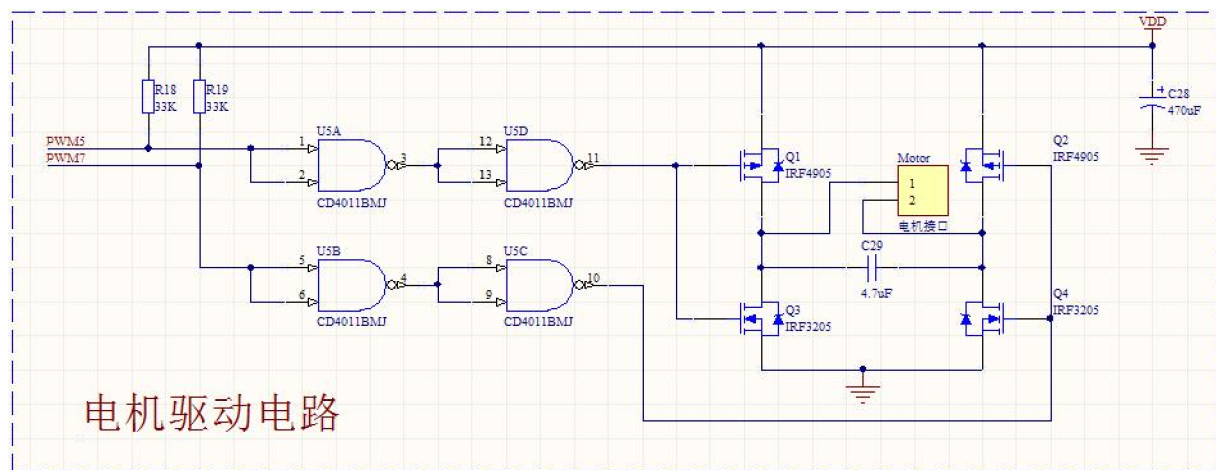 VDD
R18
33K
R19
33K
C28
470uF
PWM5
PWM7
U5A
1
2
3
CD4011BMJ
U5D
12
13
11
CD4011BMJ
Q1
IRF4905
Motor
1
2
电机接口
Q2
IRF4905
U5B
5
6
4
CD4011BMJ
U5C
8
9
10
CD4011BMJ
C29
4.7uF
Q3
IRF3205
Q4
IRF3205
电机驱动电路